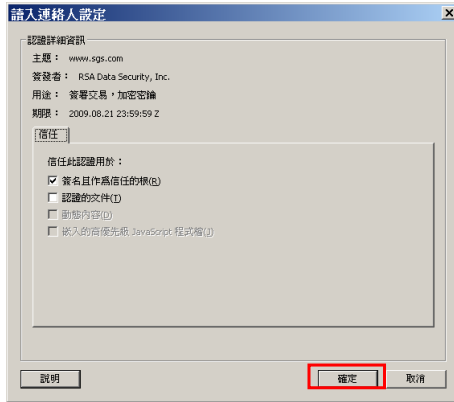 讀入連絡人設定
認證詳細資訊
主題： www.sgs.com
簽發者： RSA Data Security, Inc.
用途： 簽署交易，加密密鑰
期限： 2009.08.21 23:59:59 Z
信任
信任此認證用於：
簽名且作爲信任的根(R)
認證的文件(T)
動態內容(D)
嵌入的高優先級 JavaScript 程式檔(J)
說明 確定 取消